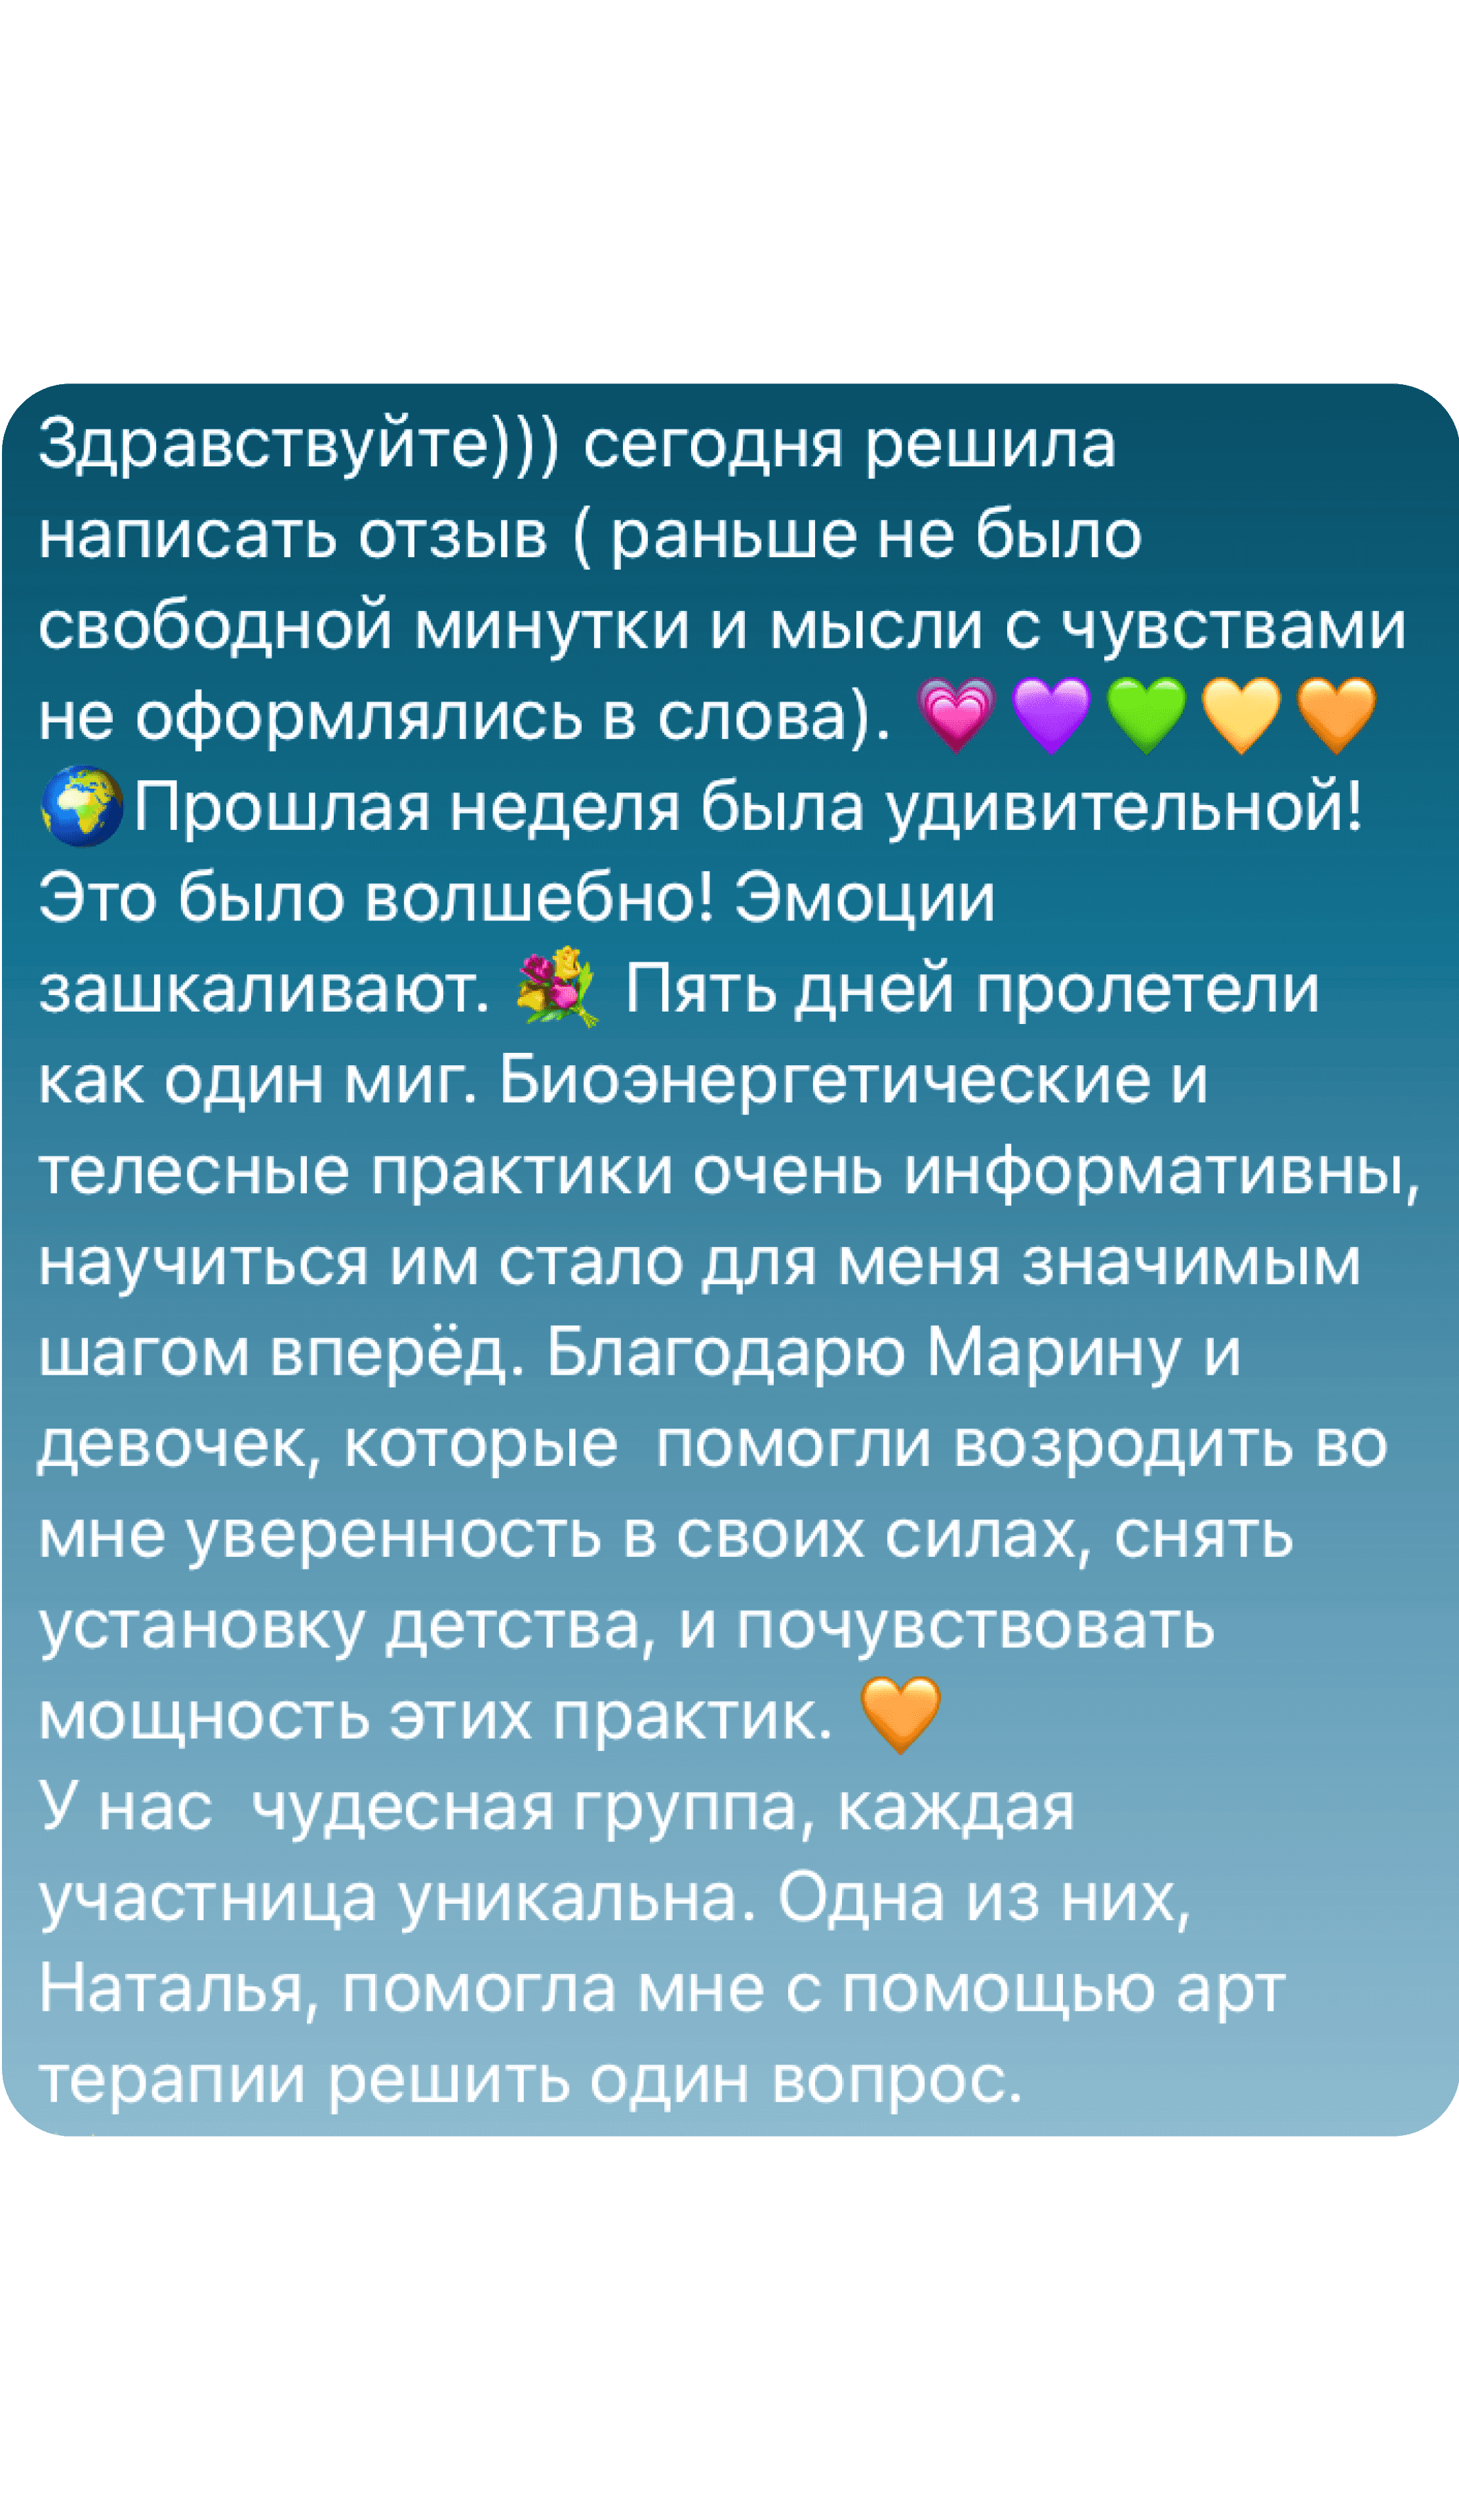 Здравствуйте))) сегодня решила
написать отзыв ( раньше не было
свободной минутки и мысли с чувствами
не оформлялись в слова). 💗💜💚💛🧡
🌍Прошлая неделя была удивительной!
Это было волшебно! Эмоции
зашкаливают. 💐 Пять дней пролетели
как один миг. Биоэнергетические и
телесные практики очень информативны,
научиться им стало для меня значимым
шагом вперёд. Благодарю Марину и
девочек, которые  помогли возродить во
мне уверенность в своих силах, снять
установку детства, и почувствовать
мощность этих практик. 🧡
У нас  чудесная группа, каждая
участница уникальна. Одна из них,
Наталья, помогла мне с помощью арт
терапии решить один вопрос.